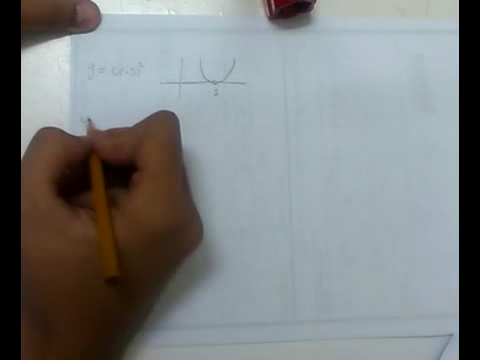 y = (x-3)²
3
y